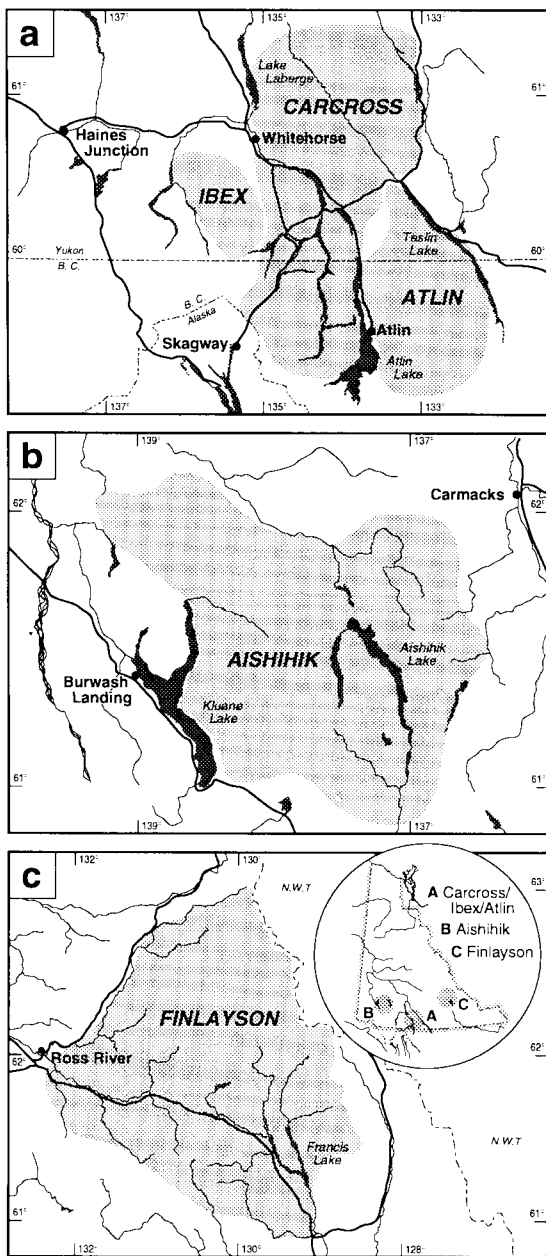 a
137°
135°
133°
61°
61°
Lake
Laberge
CARCROSS
Haines
Junction
Whitehorse
IBEX
60°
Yukon
B. C.
60°
Teslin
Lake
B. C.
Alaska
ATLIN
Skagway
Atlin
Atlin
Lake
137°
135°
133°
b
139°
137°
62°
Carmacks
62°
AISHIHIK
Aishihik
Lake
Burwash
Landing
Kluane
Lake
61°
61°
139°
137°
c
132°
130°
N.W.T
63°
A Carcross/
Ibex/Atlin
B Aishihik
C Finlayson
B
A
C
FINLAYSON
Ross River
62°
62°
N.W.T
Francis
Lake
61°
61°
132°
130°
128°